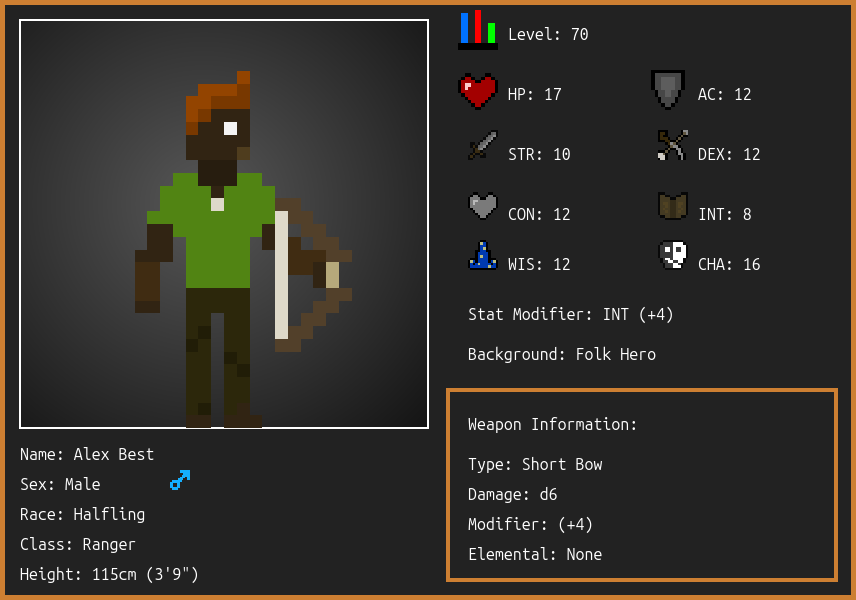 Level: 70
HP: 17
AC: 12
STR: 10
DEX: 12
CON: 12
INT: 8
WIS: 12
CHA: 16
Stat Modifier: INT (+4)
Background: Folk Hero
Weapon Information:
Type: Short Bow
Damage: d6
Modifier: (+4)
Elemental: None
Name: Alex Best
Sex: Male
Race: Halfling
Class: Ranger
Height: 115cm (3'9")